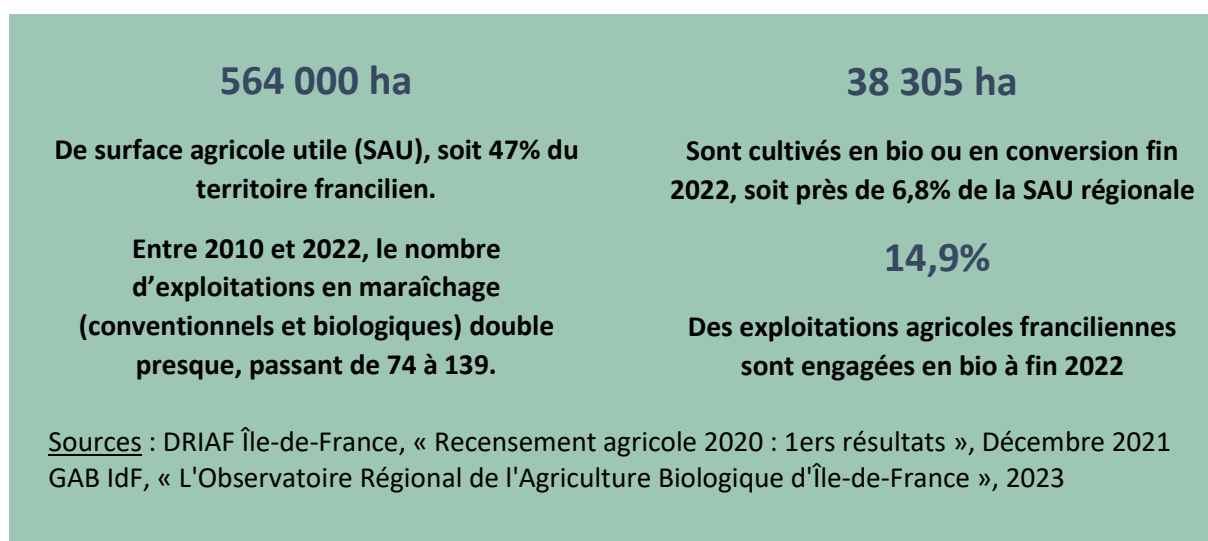 564 000 ha
De surface agricole utile (SAU), soit 47% du
territoire francilien.
Entre 2010 et 2022, le nombre
d’exploitations en maraîchage
(conventionnels et biologiques) double
presque, passant de 74 à 139.
38 305 ha
Sont cultivés en bio ou en conversion fin
2022, soit près de 6,8% de la SAU régionale
14,9%
Des exploitations agricoles franciliennes
sont engagées en bio à fin 2022
Sources : DRIAF Île-de-France, « Recensement agricole 2020 : 1ers résultats », Décembre 2021
GAB IdF, « L'Observatoire Régional de l'Agriculture Biologique d'Île-de-France », 2023